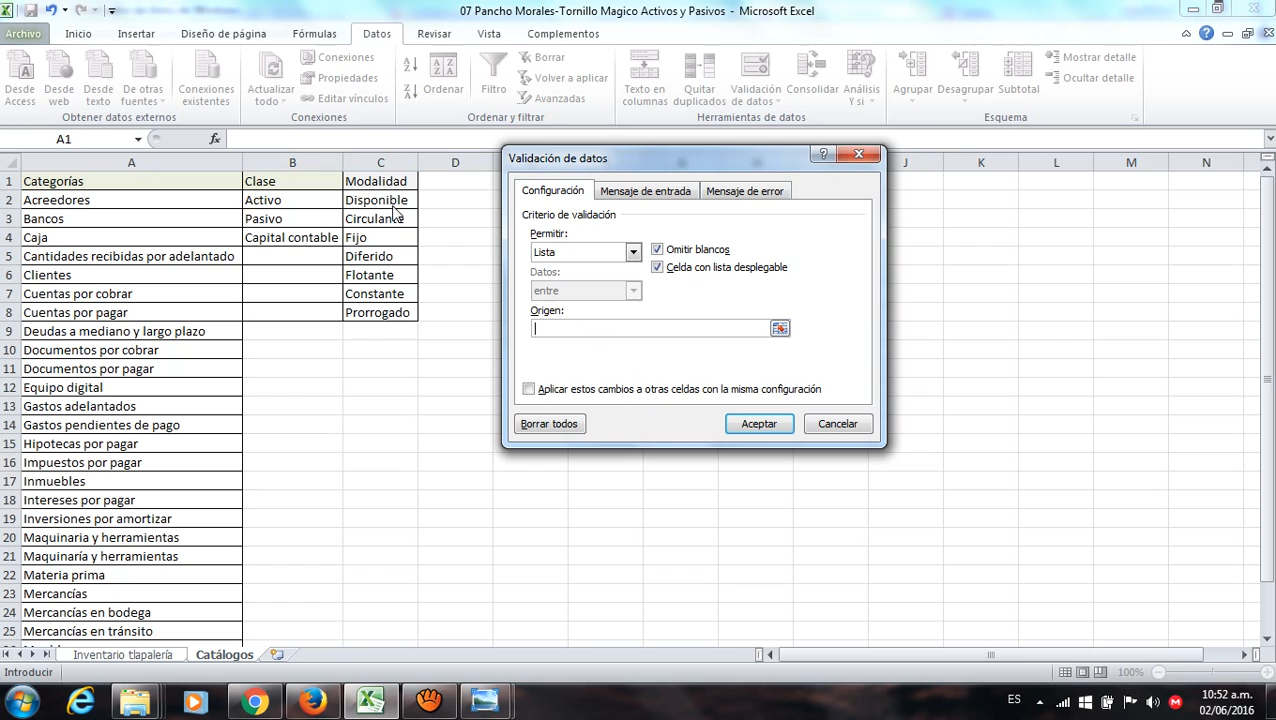 07 Pancho Morales-Tornillo Magico Activos y Pasivos - Microsoft Excel
Archivo Inicio Insertar Diseño de página Fórmulas Datos Revisar Vista Complementos
Desde Access
Desde web
Desde texto
De otras fuentes
Conexiones existentes
Obtener datos externos
Actualizar todo
Conexiones
Propiedades
Editar vínculos
Conexiones
Ordenar
Filtro
Borrar
Volver a aplicar
Avanzadas
Ordenar y filtrar
Texto en columnas
Quitar duplicados
Validación de datos
Consolidar
Análisis Y si
Herramientas de datos
Agrupar
Desagrupar
Subtotal
Mostrar detalle
Ocultar detalle
Esquema
A1 fx
A B C D J K L M N
1 Categorías Clase Modalidad
2 Acreedores Activo Disponible
3 Bancos Pasivo Circulante
4 Caja Capital contable Fijo
5 Cantidades recibidas por adelantado Diferido
6 Clientes Flotante
7 Cuentas por cobrar Constante
8 Cuentas por pagar Prorrogado
9 Deudas a mediano y largo plazo
10 Documentos por cobrar
11 Documentos por pagar
12 Equipo digital
13 Gastos adelantados
14 Gastos pendientes de pago
15 Hipotecas por pagar
16 Impuestos por pagar
17 Inmuebles
18 Intereses por pagar
19 Inversiones por amortizar
20 Maquinaria y herramientas
21 Maquinaría y herramientas
22 Materia prima
23 Mercancías
24 Mercancías en bodega
25 Mercancías en tránsito
Validación de datos
Configuración Mensaje de entrada Mensaje de error
Criterio de validación
Permitir:
Lista
Omitir blancos
Celda con lista desplegable
Datos:
entre
Origen:
Aplicar estos cambios a otras celdas con la misma configuración
Borrar todos Aceptar Cancelar
Inventario tlapalería Catálogos
Introducir 100%
ES 10:52 a.m.
02/06/2016